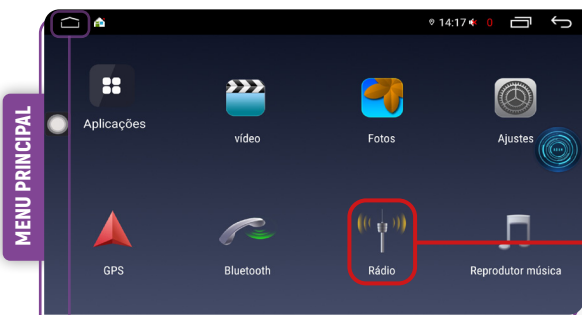 14:17 0
MENU PRINCIPAL
Aplicações
vídeo
Fotos
Ajustes
GPS
Bluetooth
Rádio
Reprodutor música